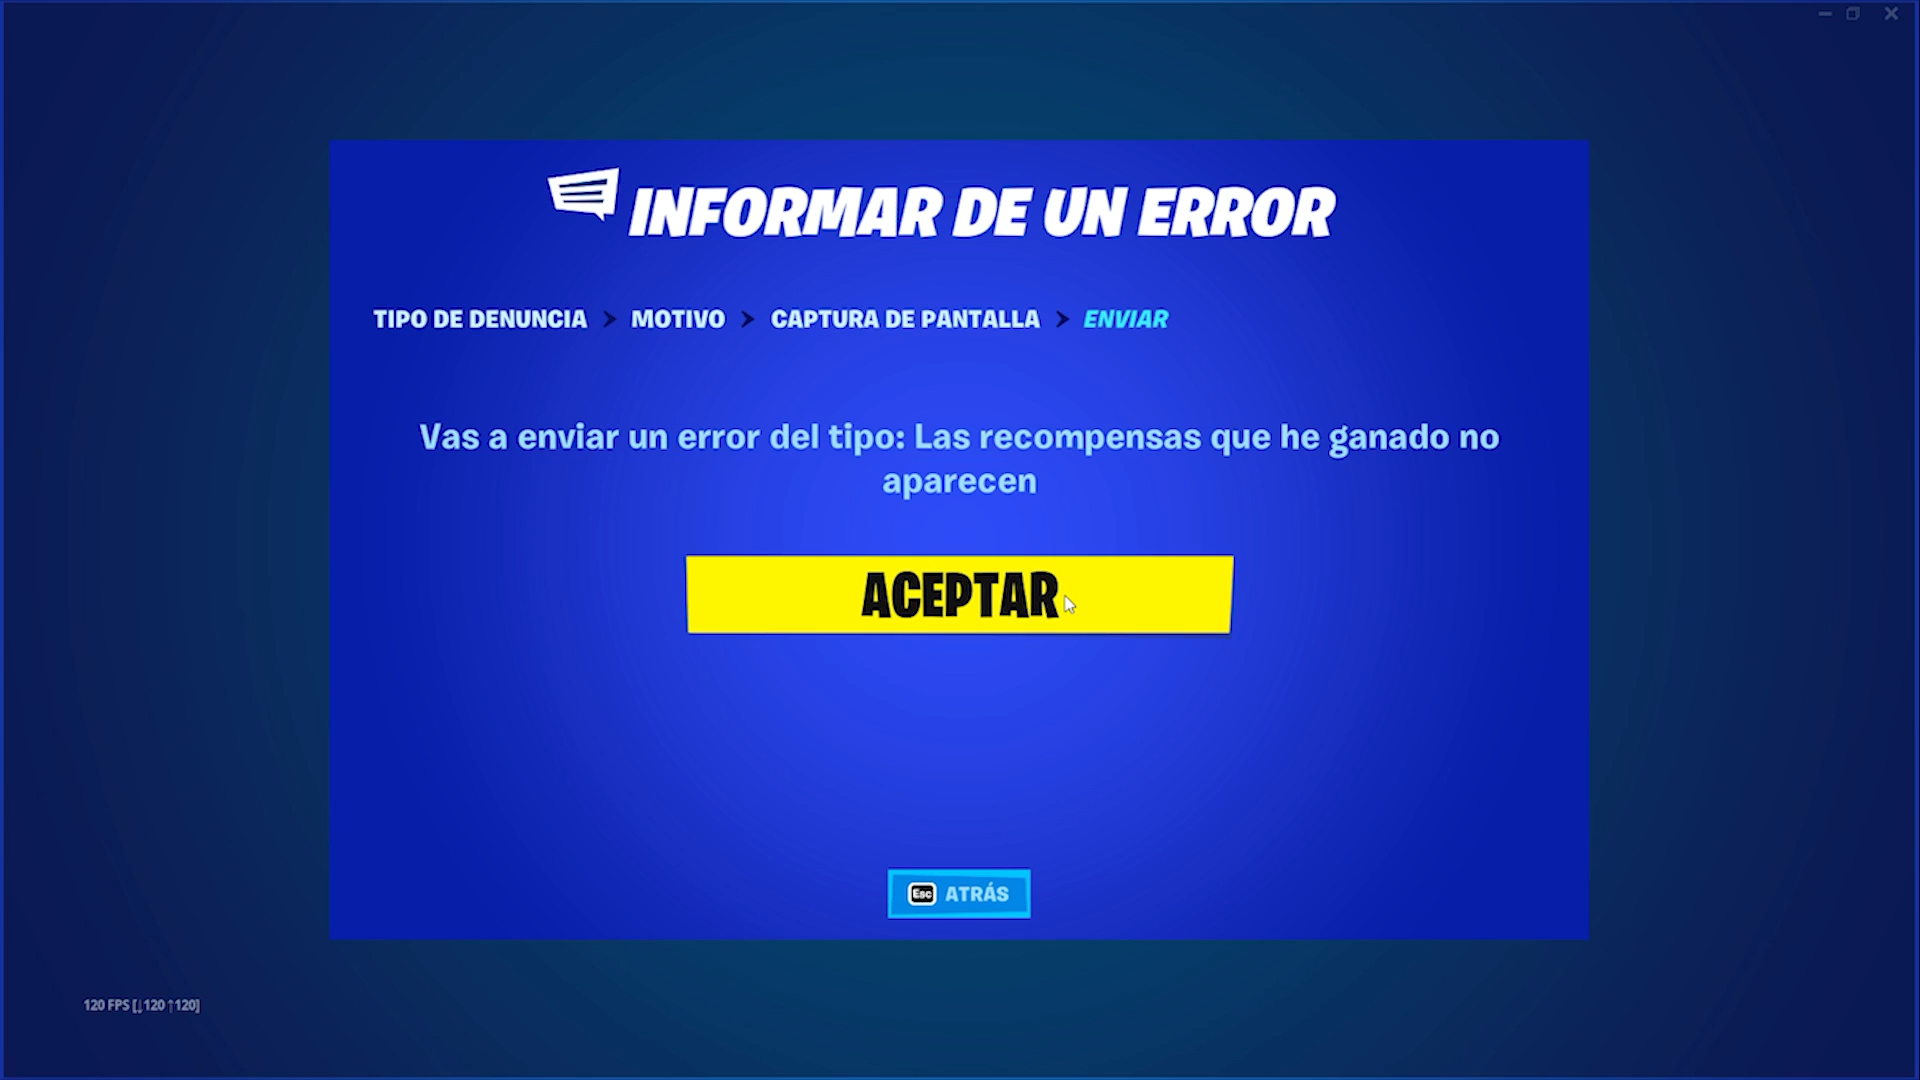 INFORMAR DE UN ERROR
TIPO DE DENUNCIA > MOTIVO > CAPTURA DE PANTALLA > ENVIAR
Vas a enviar un error del tipo: Las recompensas que he ganado no
aparecen
ACEPTAR
Esc ATRÁS
120 FPS [↓120 ↑120]